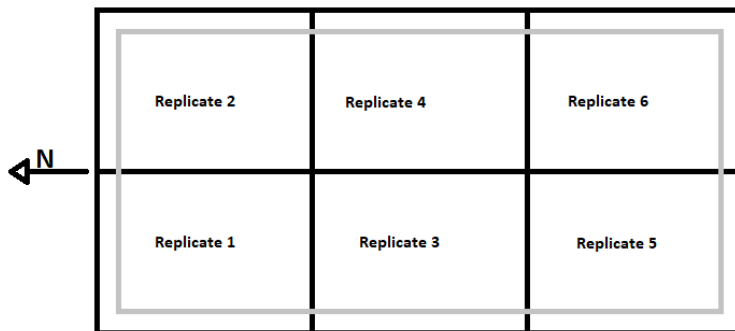 Replicate 2
Replicate 4
Replicate 6
N
Replicate 1
Replicate 3
Replicate 5